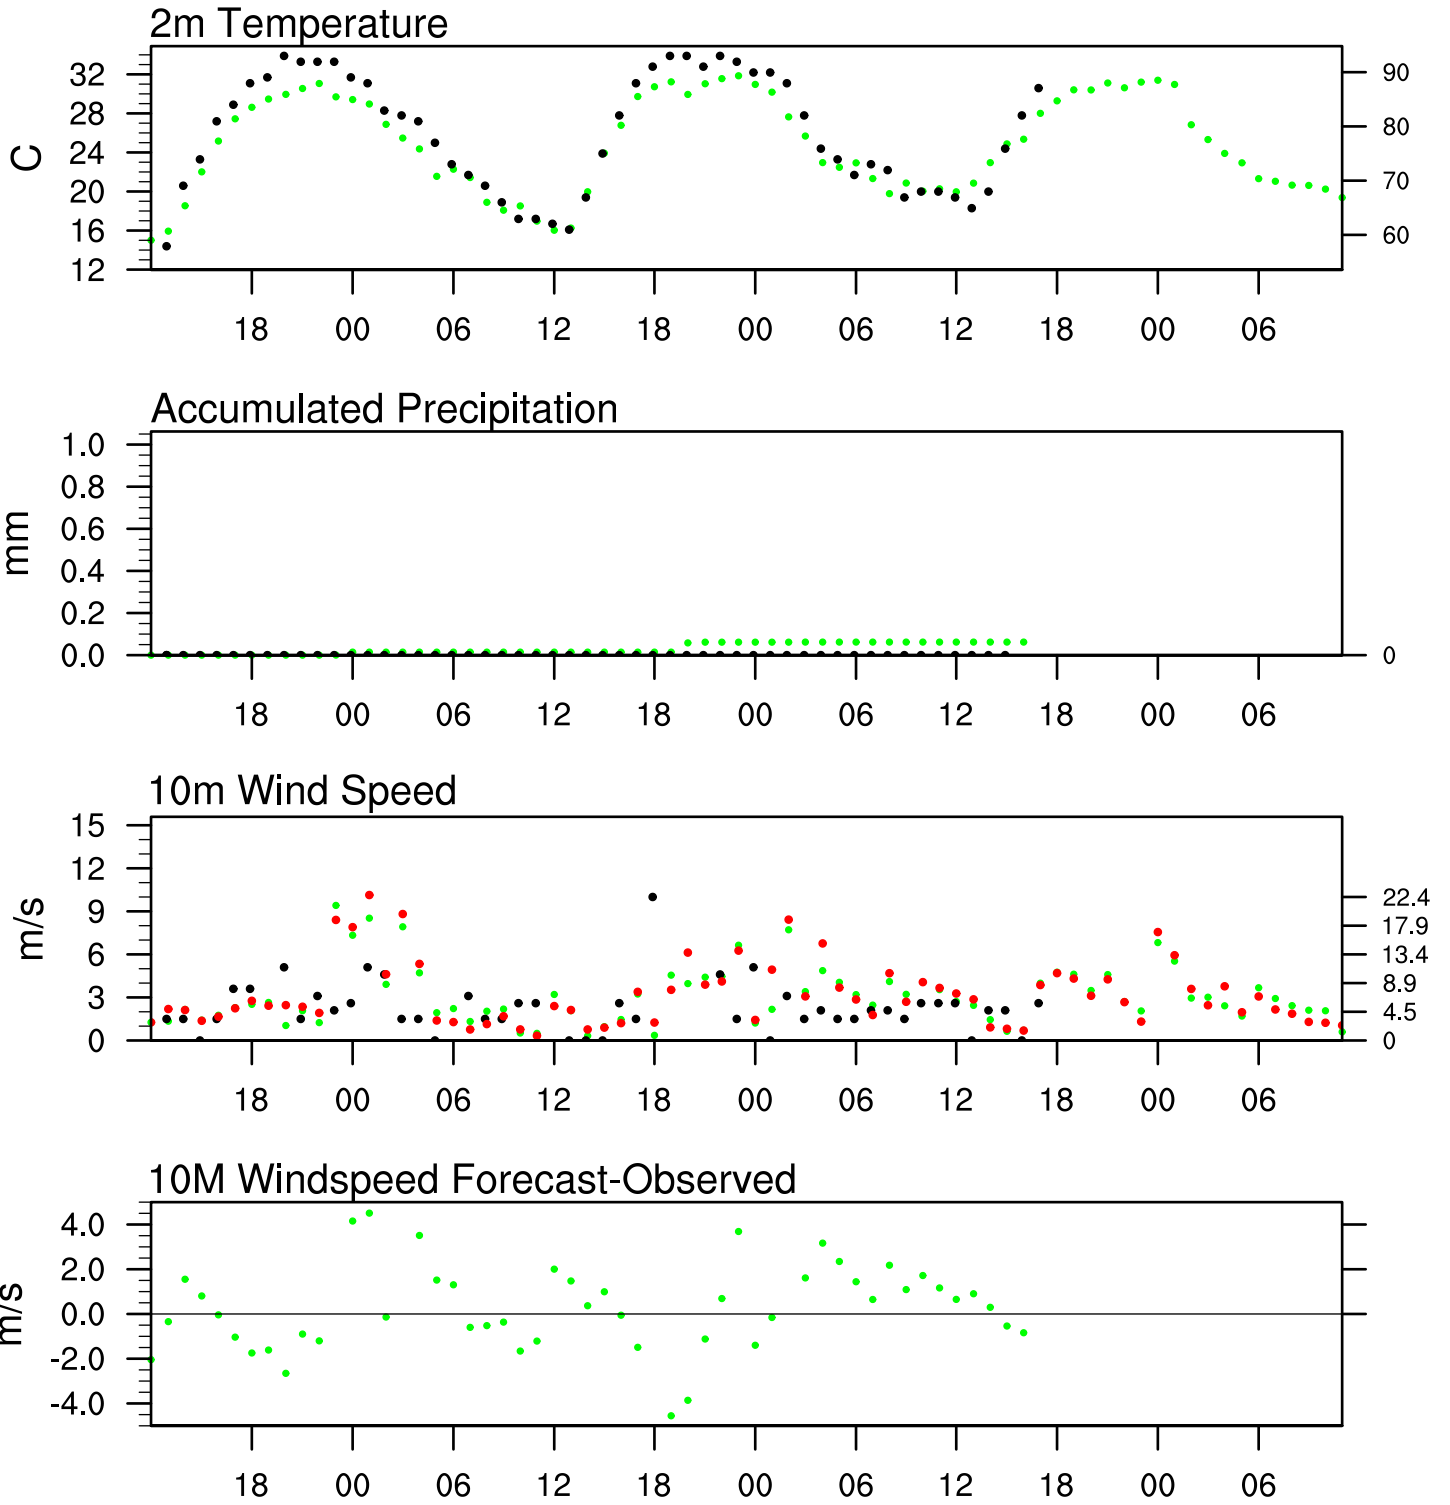 2m Temperature
C
32
28
24
20
16
12
90
80
70
60
18 00 06 12 18 00 06 12 18 00 06
Accumulated Precipitation
mm
1.0
0.8
0.6
0.4
0.2
0.0
0
18 00 06 12 18 00 06 12 18 00 06
10m Wind Speed
m/s
15
12
9
6
3
0
22.4
17.9
13.4
8.9
4.5
0
18 00 06 12 18 00 06 12 18 00 06
10M Windspeed Forecast-Observed
m/s
4.0
2.0
0.0
-2.0
-4.0
18 00 06 12 18 00 06 12 18 00 06